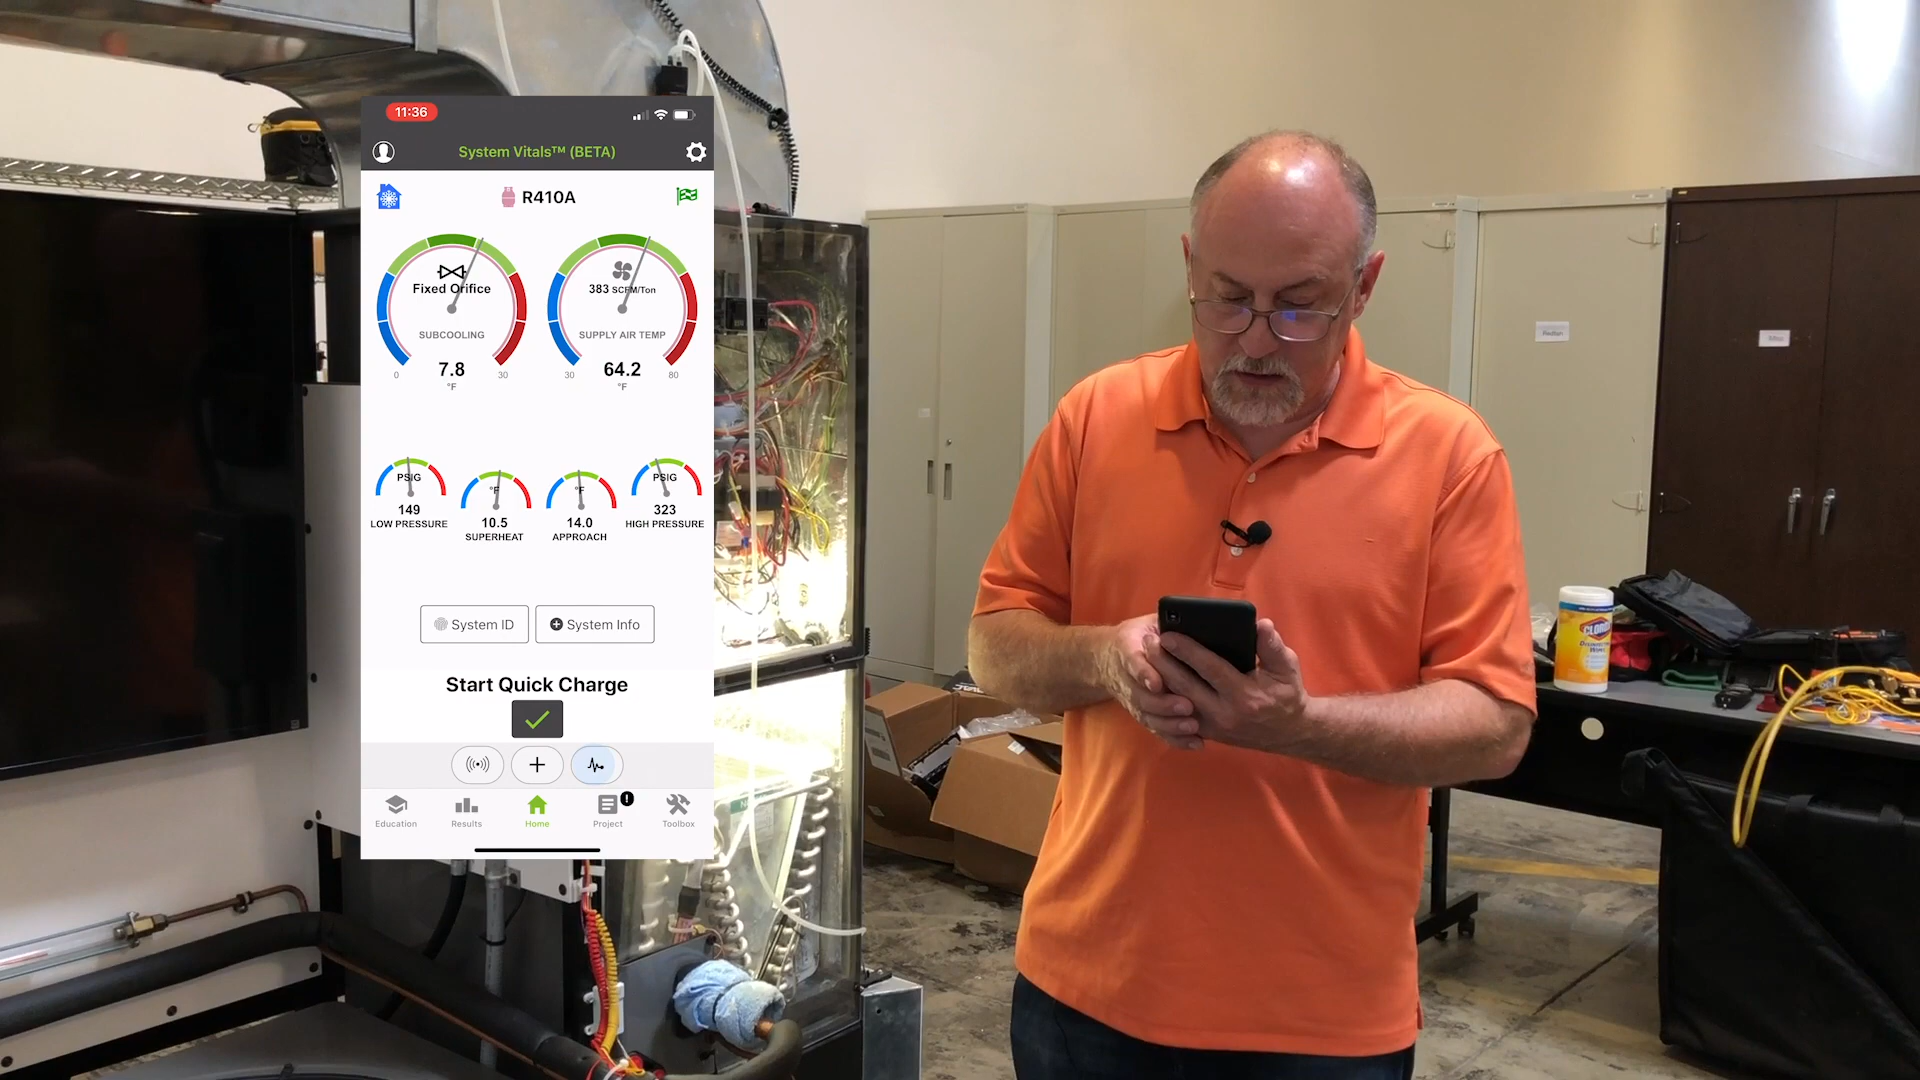 11:36
System Vitals™ (BETA)
R410A
Fixed Orifice
SUBCOOLING
7.8
°F
0
30
383 SCFM/Ton
SUPPLY AIR TEMP
64.2
°F
30
80
PSIG
149
LOW PRESSURE
°F
10.5
SUPERHEAT
°F
14.0
APPROACH
PSIG
323
HIGH PRESSURE
System ID
System Info
Start Quick Charge
Education
Results
Home
Project
Toolbox
CLOROX